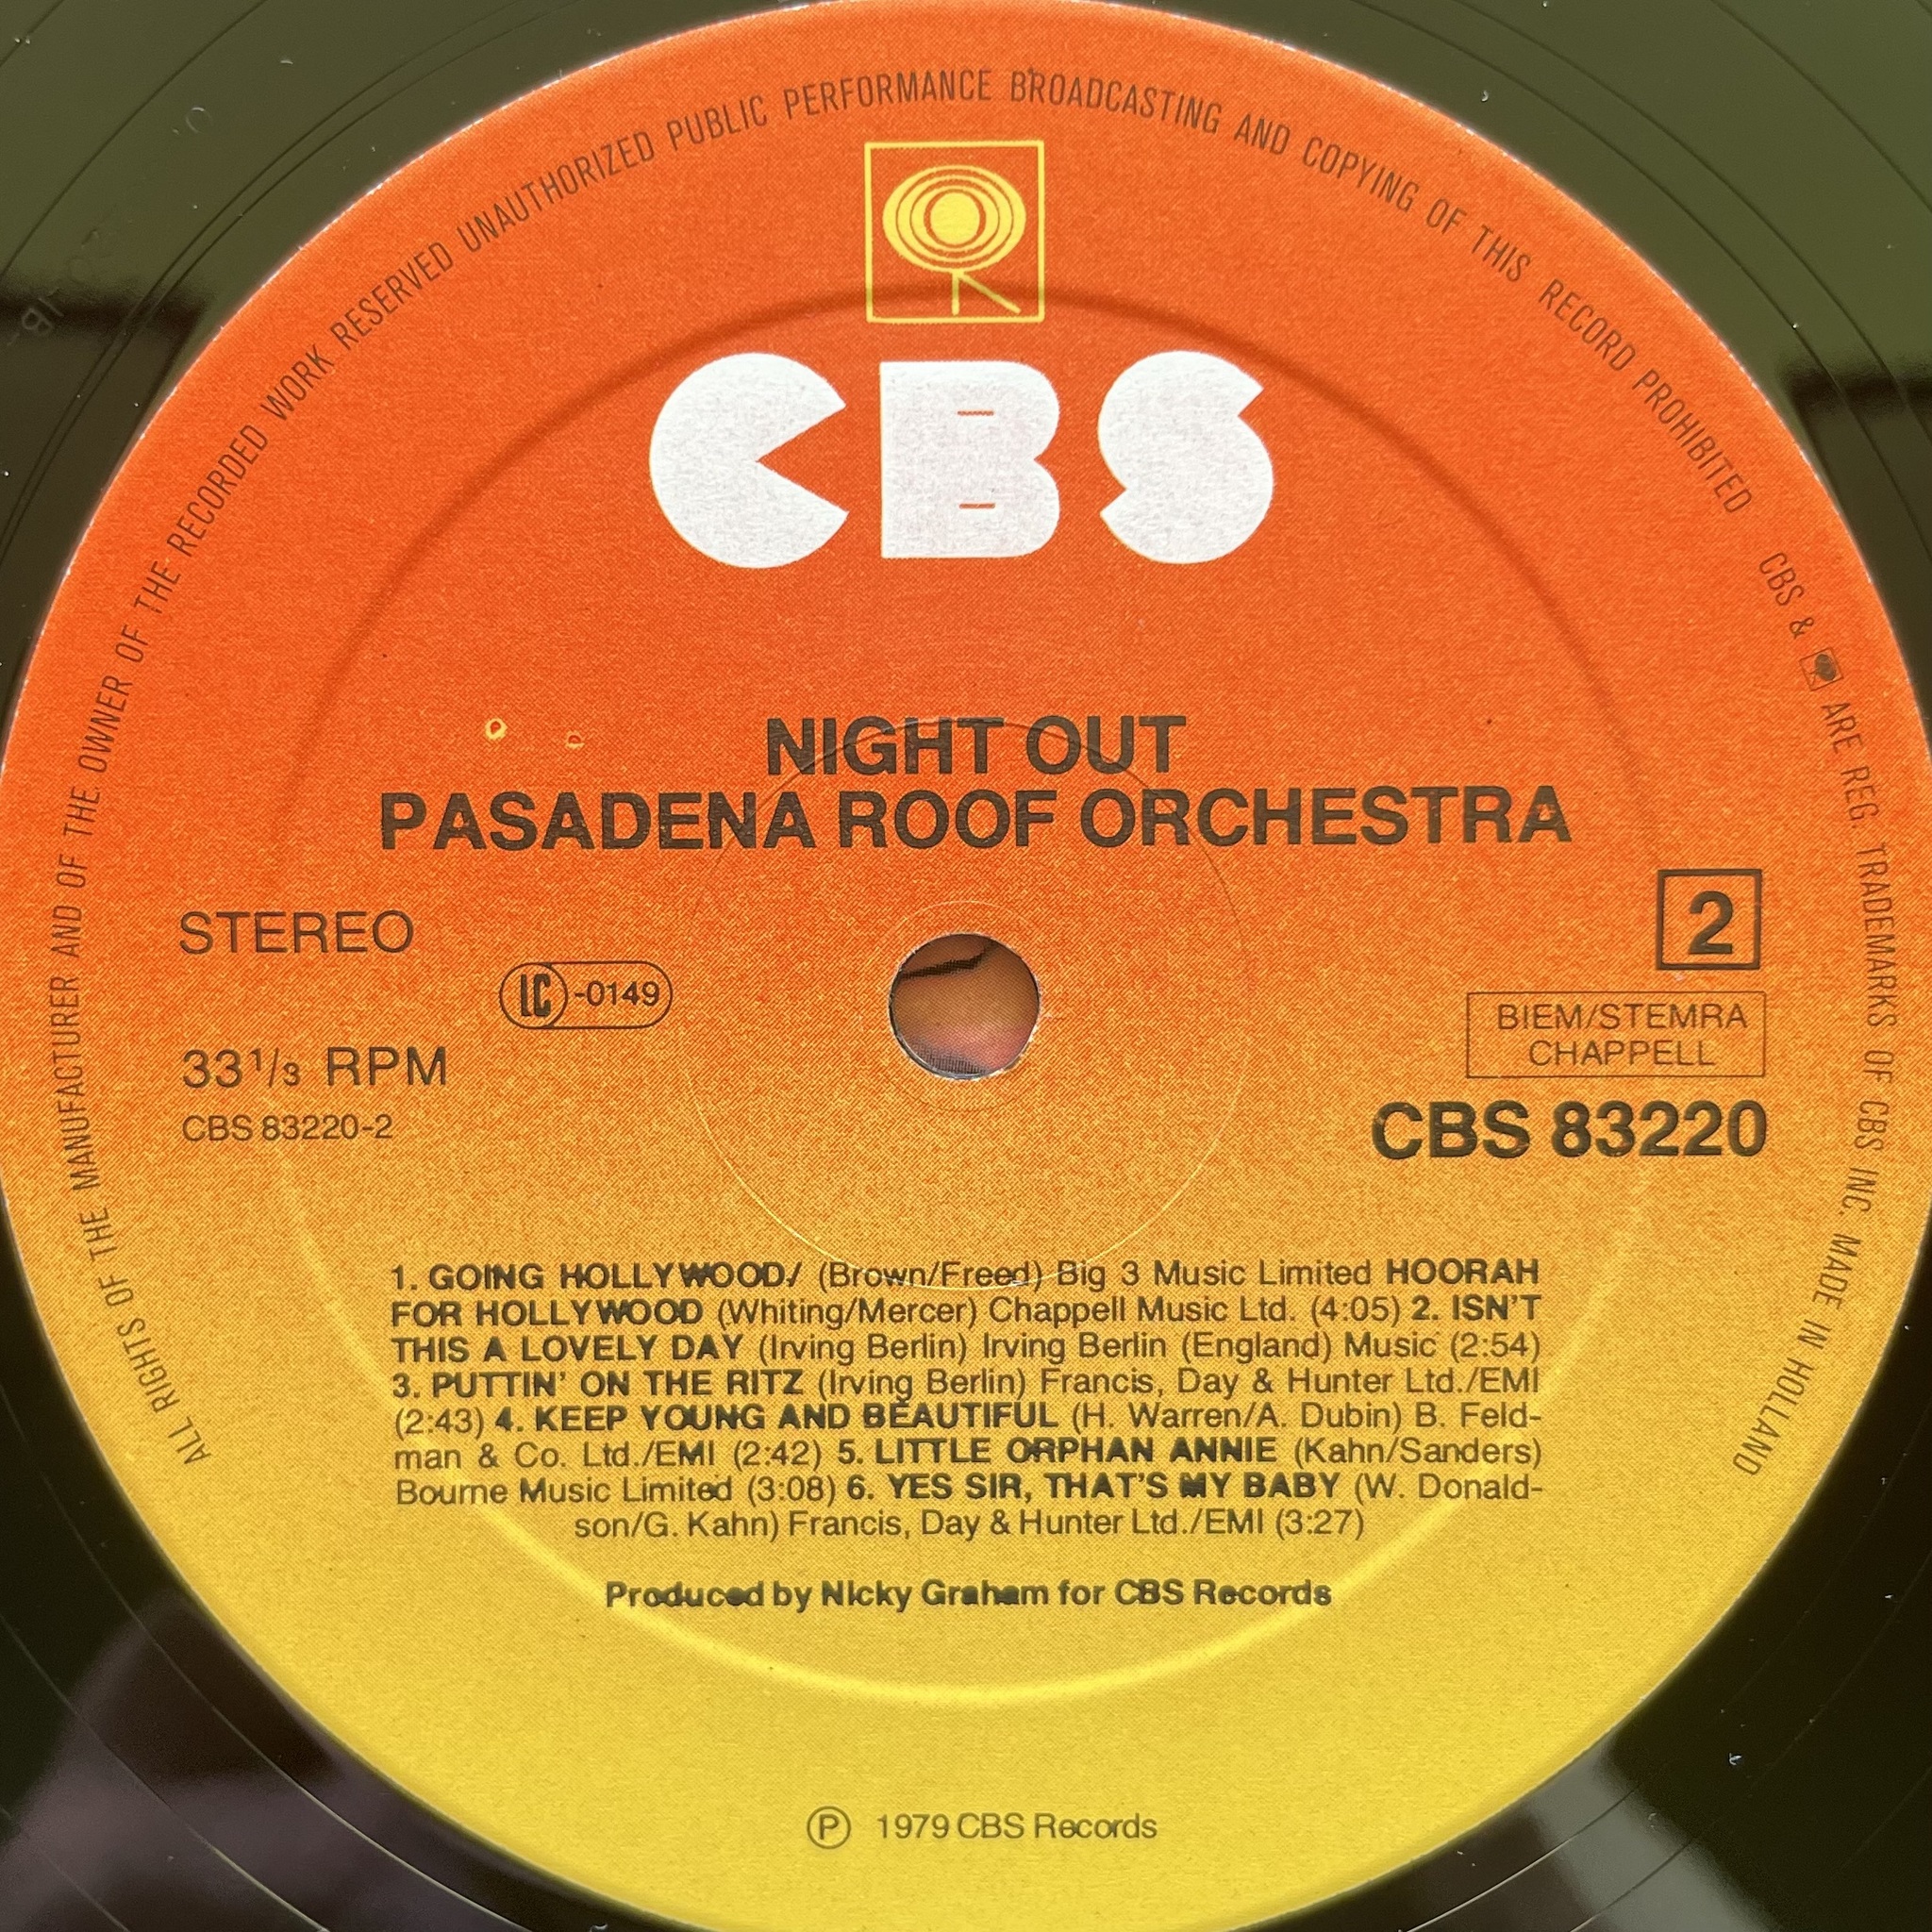 ALL RIGHTS OF THE MANUFACTURER AND OF THE OWNER OF THE RECORDED WORK RESERVED UNAUTHORIZED PUBLIC PERFORMANCE BROADCASTING AND COPYING OF THIS RECORD PROHIBITED
CBS & ARE REG. TRADEMARKS OF CBS INC. MADE IN HOLLAND
CBS
NIGHT OUT
PASADENA ROOF ORCHESTRA
STEREO
2
LC-0149
BIEM/STEMRA
CHAPPELL
33 1/3 RPM
CBS 83220-2
CBS 83220
1. GOING HOLLYWOOD/ (Brown/Freed) Big 3 Music Limited HOORAH
FOR HOLLYWOOD (Whiting/Mercer) Chappell Music Ltd. (4:05) 2. ISN'T
THIS A LOVELY DAY (Irving Berlin) Irving Berlin (England) Music (2:54)
3. PUTTIN' ON THE RITZ (Irving Berlin) Francis, Day & Hunter Ltd./EMI
(2:43) 4. KEEP YOUNG AND BEAUTIFUL (H. Warren/A. Dubin) B. Feld-
man & Co. Ltd./EMI (2:42) 5. LITTLE ORPHAN ANNIE (Kahn/Sanders)
Bourne Music Limited (3:08) 6. YES SIR, THAT'S MY BABY (W. Donald-
son/G. Kahn) Francis, Day & Hunter Ltd./EMI (3:27)
Produced by Nicky Graham for CBS Records
Ⓟ 1979 CBS Records